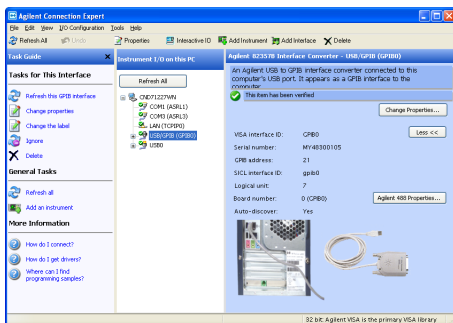 Agilent Connection Expert
File Edit View I/O Configuration Tools Help
Refresh All Undo Properties Interactive IO Add Instrument Add Interface Delete
Task Guide
Tasks for This Interface
Refresh this GPIB interface
Change properties
Change the label
Ignore
Delete
General Tasks
Refresh all
Add an instrument
More Information
How do I connect?
How do I get drivers?
Where can I find
programming samples?
Instrument I/O on this PC
Refresh All
CND71227WN
COM1 (ASRL1)
COM3 (ASRL3)
LAN (TCPIP0)
USB/GPIB (GPIB0)
USB0
Agilent 82357B Interface Converter - USB/GPIB (GPIB0)
An Agilent USB to GPIB interface converter connected to this
computer's USB port. It appears as a GPIB interface to the
computer.
This item has been verified
Change Properties...
VISA interface ID: GPIB0
Less <<
Serial number: MY48300105
GPIB address: 21
SICL interface ID: gpib0
Logical unit: 7
Board number: 0 (GPIB0)
Agilent 488 Properties...
Auto-discover: Yes
32 bit: Agilent VISA is the primary VISA library